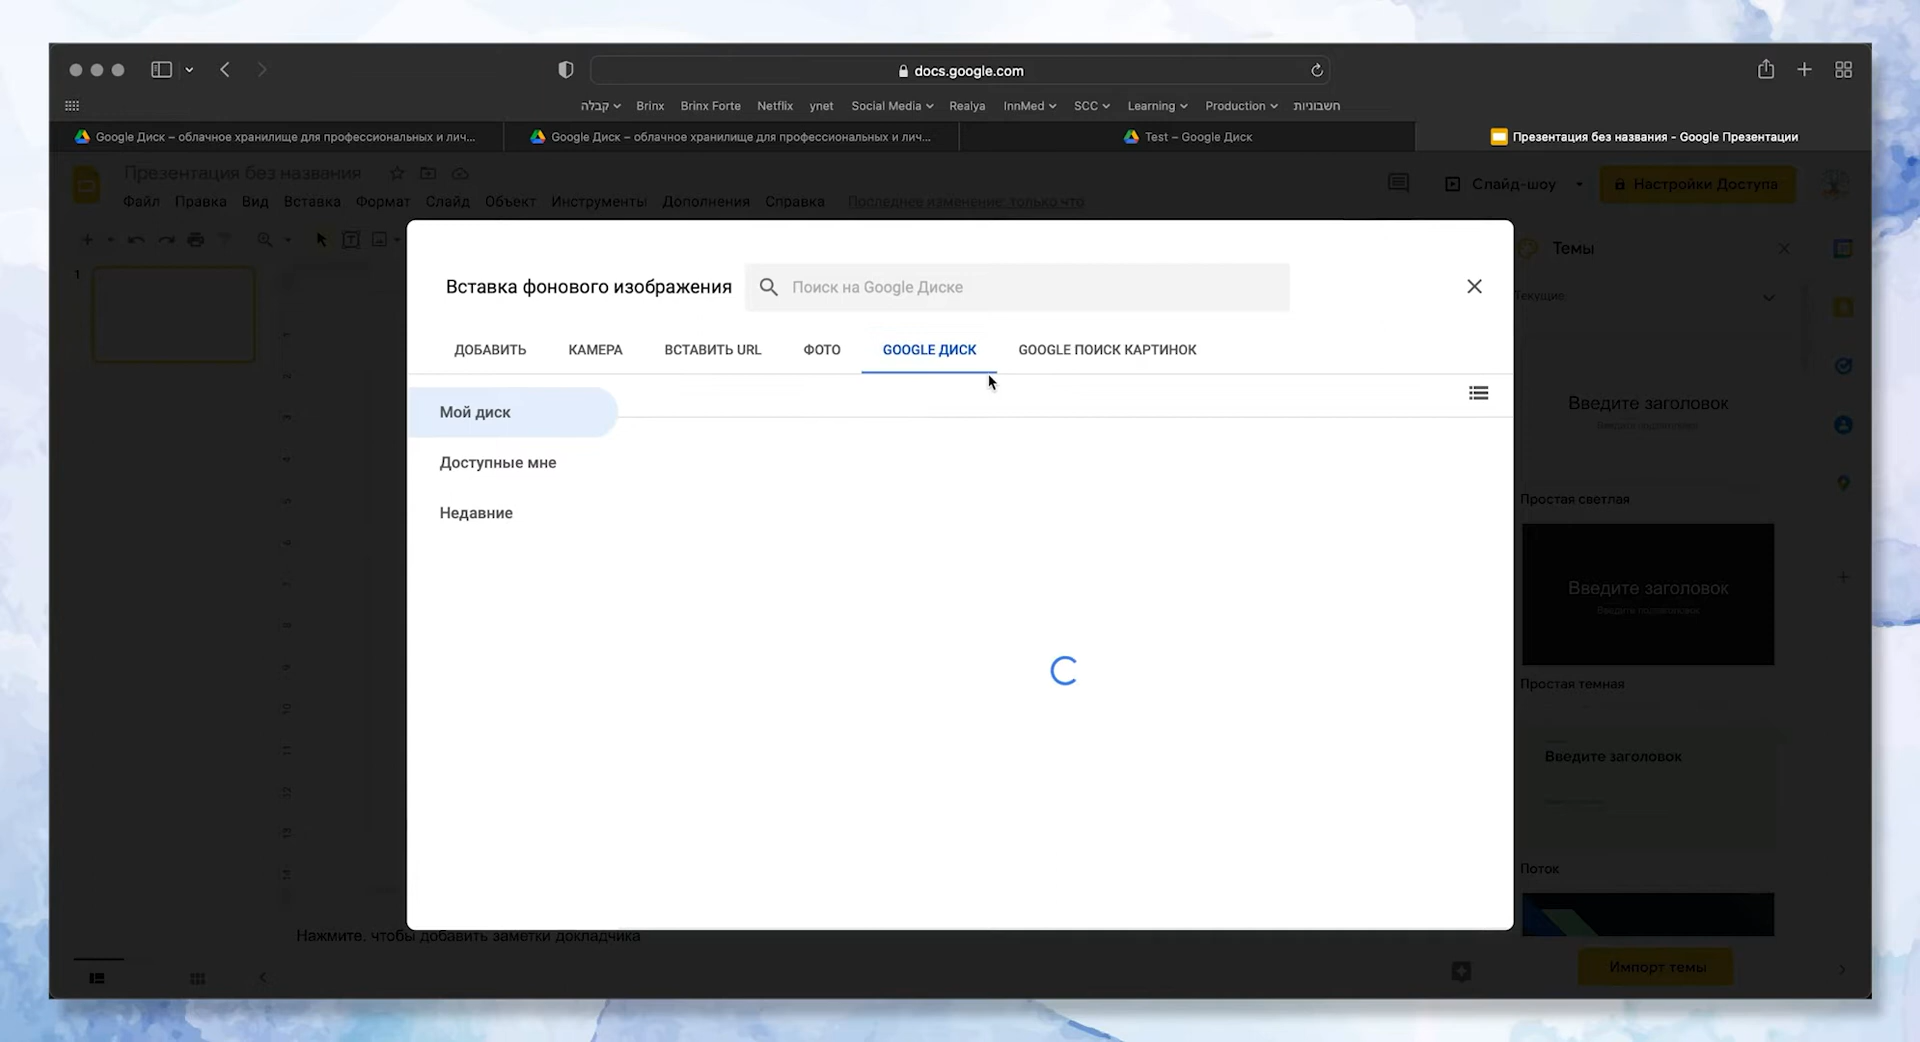 docs.google.com
קבלה Brinx Brinx Forte Netflix ynet Social Media Realya InnMed SCC Learning Production חשבוניות
Google Диск – облачное хранилище для профессиональных и лич...
Google Диск – облачное хранилище для профессиональных и лич...
Test – Google Диск
Презентация без названия - Google Презентации
Презентация без названия
Слайд-шоу
Настройки Доступа
Файл Правка Вид Вставка Формат Слайд Объект Инструменты Дополнения Справка Последнее изменение: только что
Темы
Текущие
1
Вставка фонового изображения
Поиск на Google Диске
ДОБАВИТЬ КАМЕРА ВСТАВИТЬ URL ФОТО GOOGLE ДИСК GOOGLE ПОИСК КАРТИНОК
Мой диск
Доступные мне
Недавние
Введите заголовок
Введите подзаголовок
Простая светлая
Введите заголовок
Введите подзаголовок
Простая темная
Введите заголовок
Поток
Нажмите, чтобы добавить заметки докладчика
Импорт темы